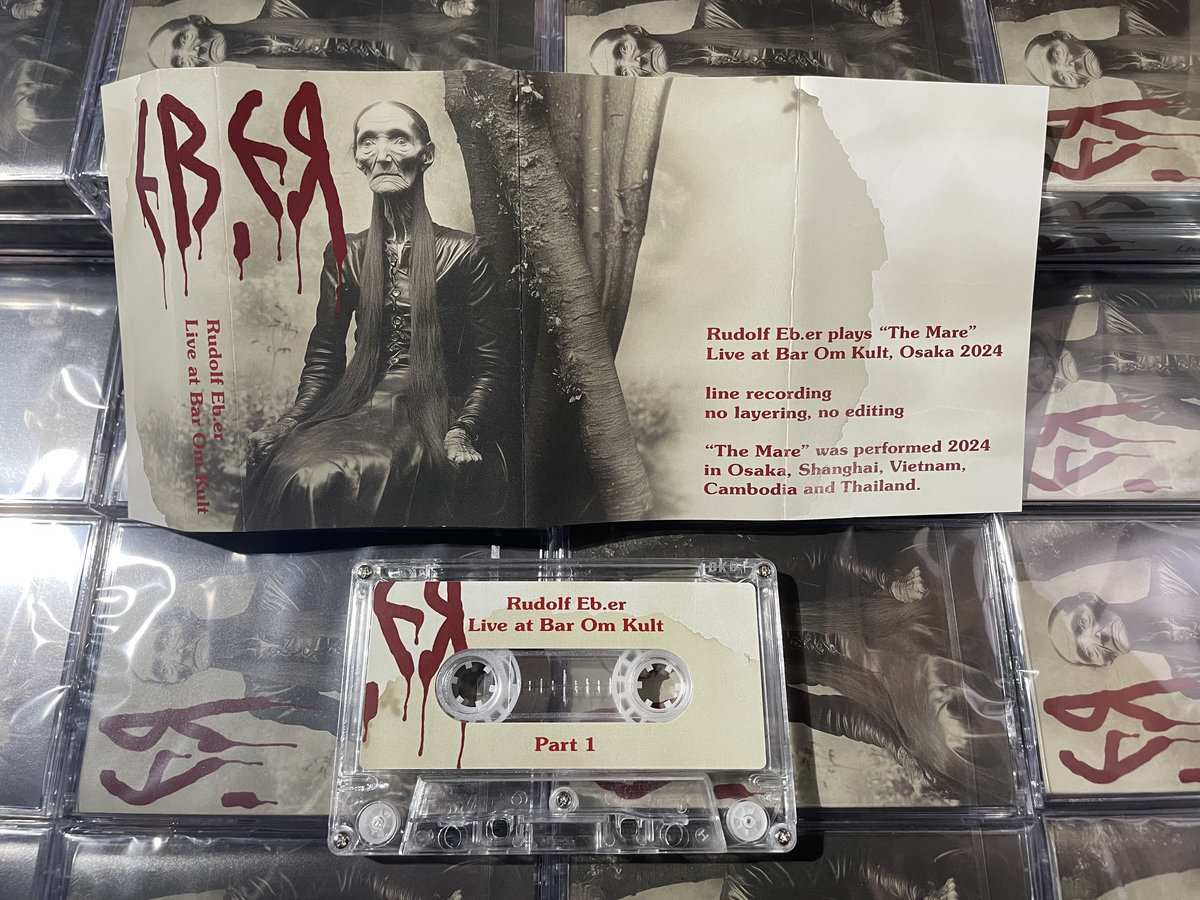 EB.ER
Rudolf Eb.er
Live at Bar Om Kult
Rudolf Eb.er plays “The Mare”
Live at Bar Om Kult, Osaka 2024
line recording
no layering, no editing
“The Mare” was performed 2024
in Osaka, Shanghai, Vietnam,
Cambodia and Thailand.
Rudolf Eb.er
Live at Bar Om Kult
Part 1